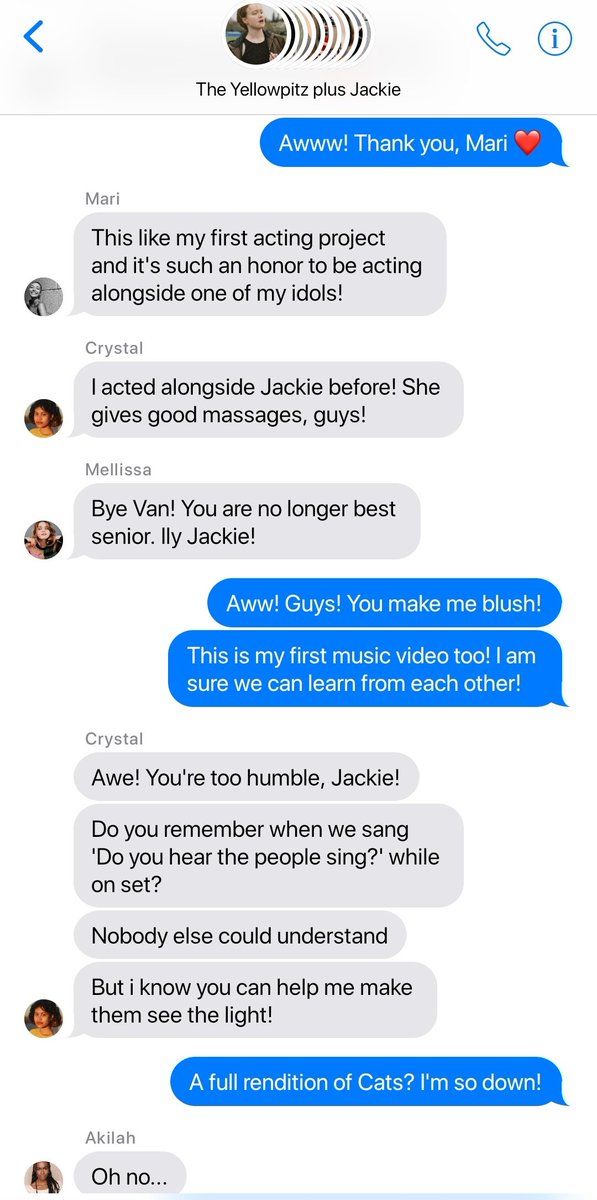 The Yellowpitz plus Jackie
Awww! Thank you, Mari ❤️
Mari
This like my first acting project
and it's such an honor to be acting
alongside one of my idols!
Crystal
I acted alongside Jackie before! She
gives good massages, guys!
Mellissa
Bye Van! You are no longer best
senior. Ily Jackie!
Aww! Guys! You make me blush!
This is my first music video too! I am
sure we can learn from each other!
Crystal
Awe! You're too humble, Jackie!
Do you remember when we sang
'Do you hear the people sing?' while
on set?
Nobody else could understand
But i know you can help me make
them see the light!
A full rendition of Cats? I'm so down!
Akilah
Oh no...